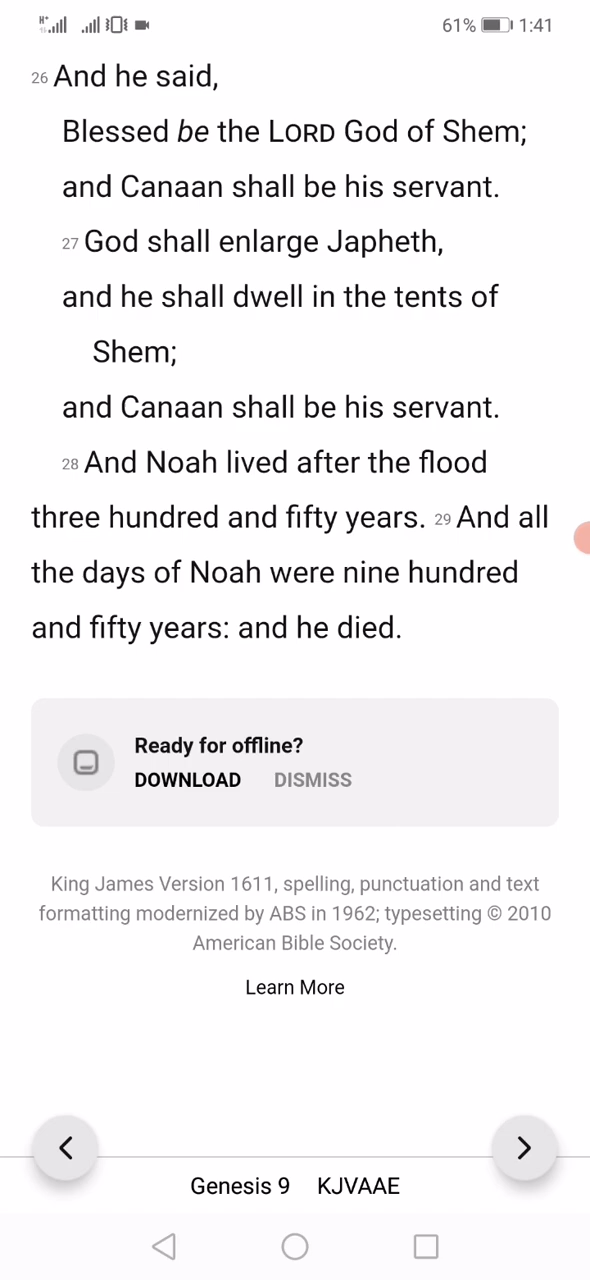 61% 1:41
26 And he said,
Blessed be the LORD God of Shem;
and Canaan shall be his servant.
27 God shall enlarge Japheth,
and he shall dwell in the tents of
Shem;
and Canaan shall be his servant.
28 And Noah lived after the flood
three hundred and fifty years. 29 And all
the days of Noah were nine hundred
and fifty years: and he died.
Ready for offline?
DOWNLOAD DISMISS
King James Version 1611, spelling, punctuation and text
formatting modernized by ABS in 1962; typesetting © 2010
American Bible Society.
Learn More
Genesis 9 KJVAAE